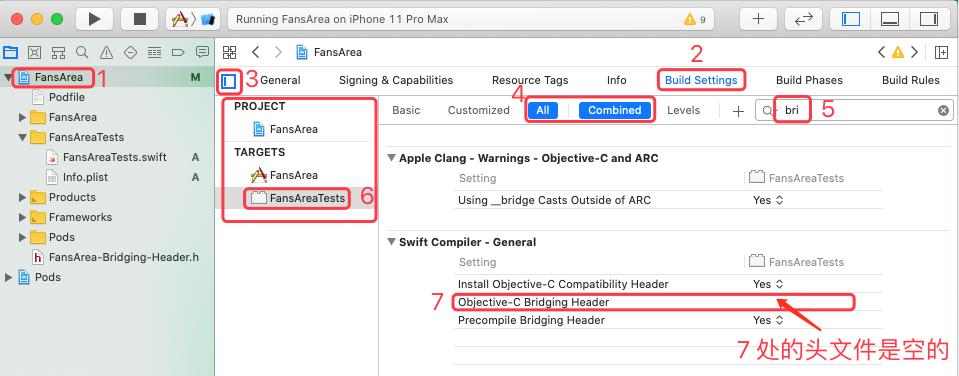 Running FansArea on iPhone 11 Pro Max
9
FansArea
FansArea M
1
Podfile
FansArea
FansAreaTests
FansAreaTests.swift A
Info.plist A
Products
Frameworks
Pods
FansArea-Bridging-Header.h
Pods
2
3
General Signing & Capabilities Resource Tags Info Build Settings Build Phases Build Rules
4
Basic Customized All Combined Levels bri
5
PROJECT
FansArea
TARGETS
FansArea
FansAreaTests
6
Apple Clang - Warnings - Objective-C and ARC
Setting FansAreaTests
Using __bridge Casts Outside of ARC Yes
Swift Compiler - General
Setting FansAreaTests
Install Objective-C Compatibility Header Yes
7
Objective-C Bridging Header
Precompile Bridging Header Yes
7 处的头文件是空的